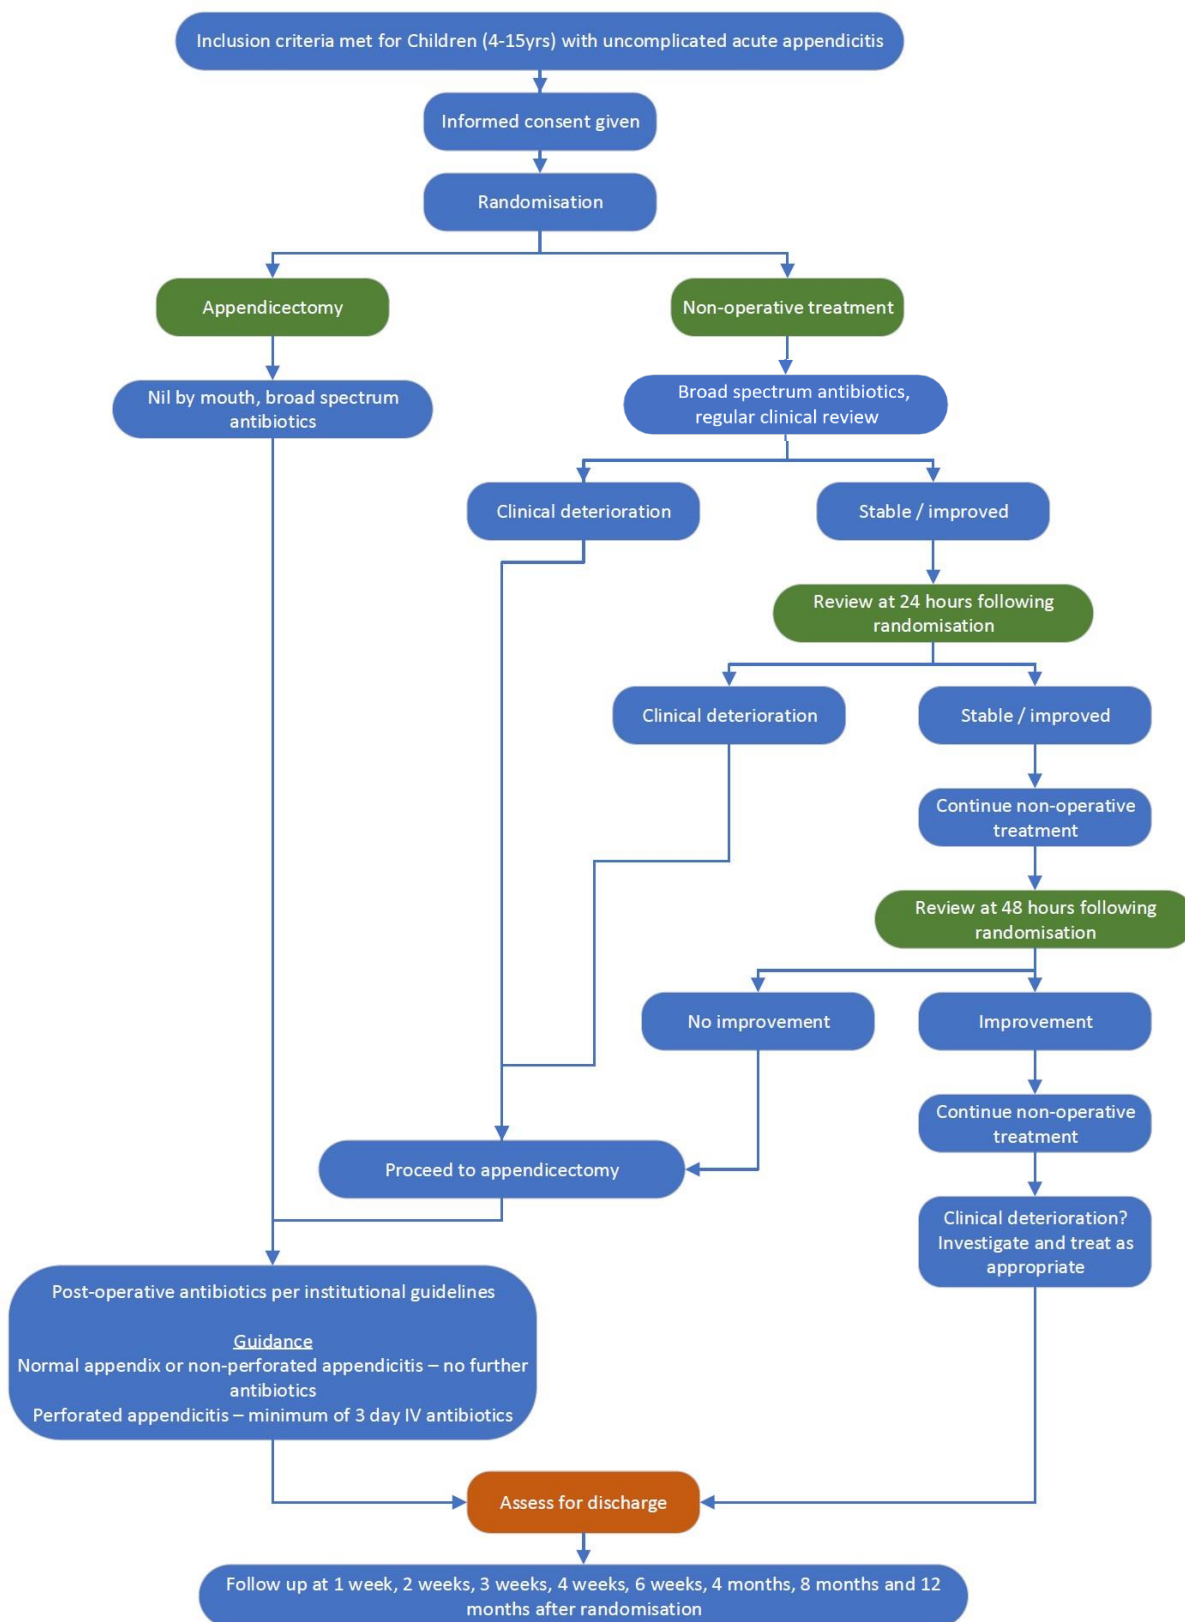 Inclusion criteria met for Children (4-15yrs) with uncomplicated acute appendicitis
Informed consent given
Randomisation
Appendicectomy
Non-operative treatment
Nil by mouth, broad spectrum
antibiotics
Broad spectrum antibiotics,
regular clinical review
Clinical deterioration
Stable / improved
Review at 24 hours following
randomisation
Clinical deterioration
Stable / improved
Continue non-operative
treatment
Review at 48 hours following
randomisation
No improvement
Improvement
Continue non-operative
treatment
Proceed to appendicectomy
Clinical deterioration?
Investigate and treat as
appropriate
Post-operative antibiotics per institutional guidelines
Guidance
Normal appendix or non-perforated appendicitis – no further
antibiotics
Perforated appendicitis – minimum of 3 day IV antibiotics
Assess for discharge
Follow up at 1 week, 2 weeks, 3 weeks, 4 weeks, 6 weeks, 4 months, 8 months and 12
months after randomisation